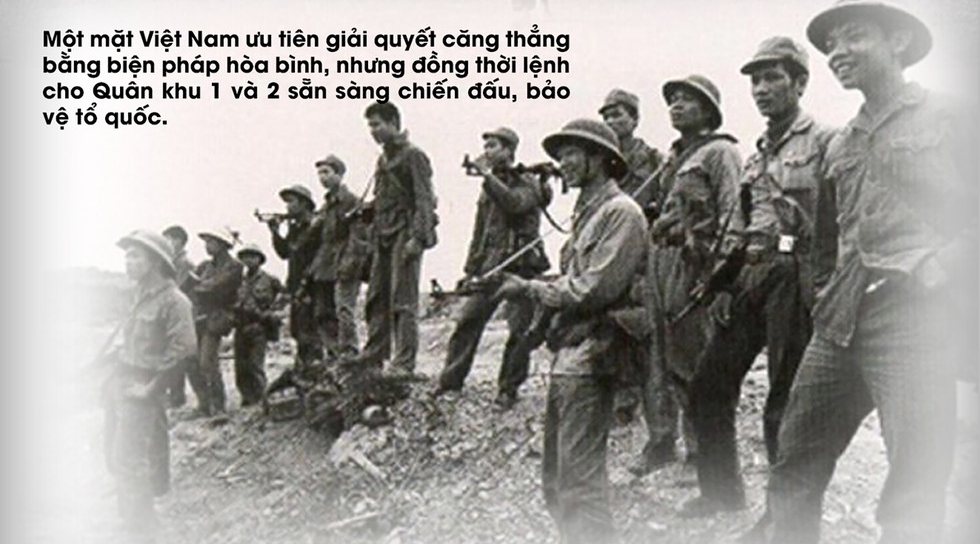 Một mặt Việt Nam ưu tiên giải quyết căng thẳng
bằng biện pháp hòa bình, nhưng đồng thời lệnh
cho Quân khu 1 và 2 sẵn sàng chiến đấu, bảo
vệ tổ quốc.